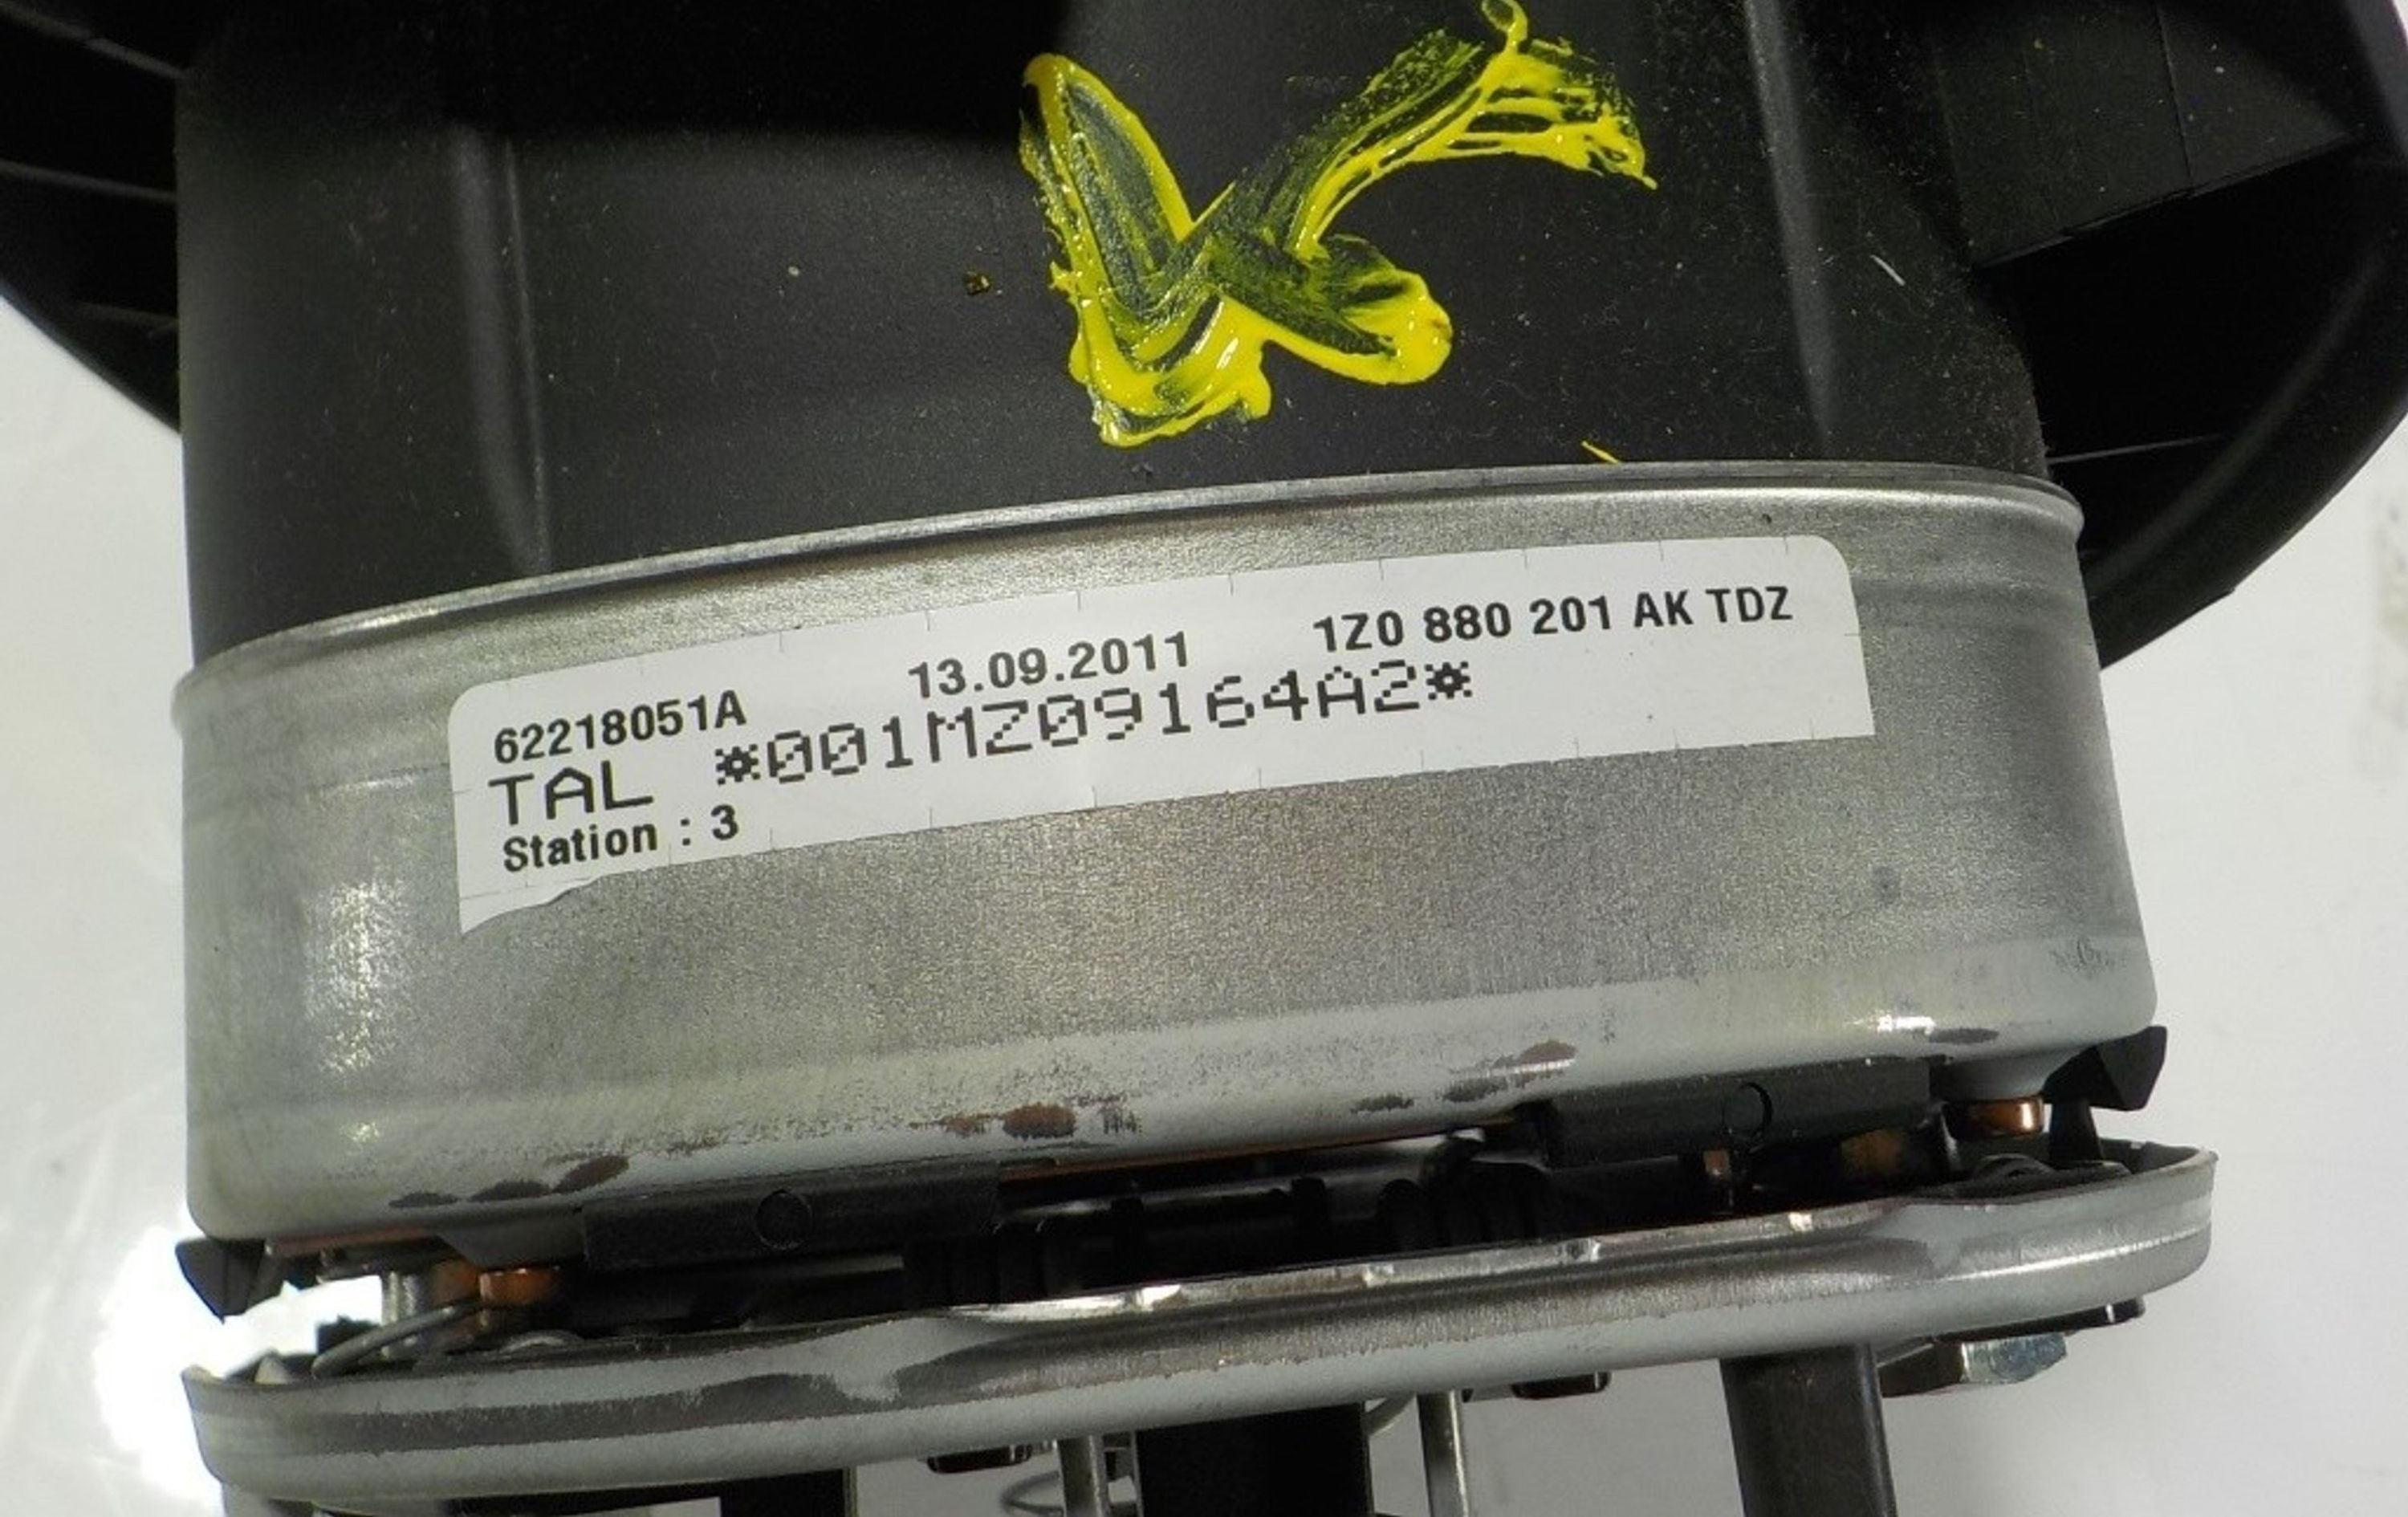 62218051A 13.09.2011 1Z0 880 201 AK TDZ
TAL *001MZ09164A2*
Station : 3